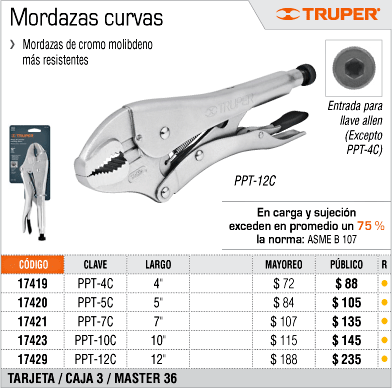 Mordazas curvas
TRUPER
Mordazas de cromo molibdeno
más resistentes
TRUPER
Entrada para
llave allen
(Excepto
PPT-4C)
PPT-12C
En carga y sujeción
exceden en promedio un 75 %
la norma: ASME B 107
CÓDIGO CLAVE LARGO MAYOREO PÚBLICO R
17419 PPT-4C 4" $ 72 $ 88
17420 PPT-5C 5" $ 84 $ 105
17421 PPT-7C 7" $ 107 $ 135
17423 PPT-10C 10" $ 115 $ 145
17429 PPT-12C 12" $ 188 $ 235
TARJETA / CAJA 3 / MASTER 36